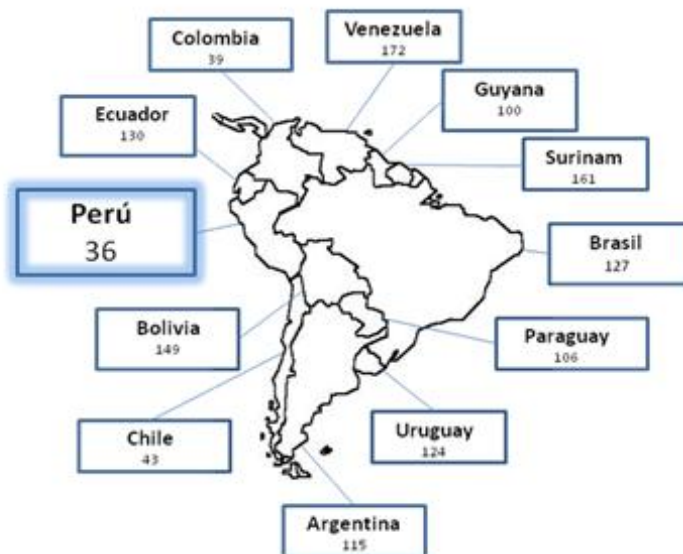 Colombia
39
Venezuela
172
Guyana
100
Ecuador
130
Surinam
161
Perú
36
Brasil
127
Bolivia
149
Paraguay
106
Chile
43
Uruguay
124
Argentina
115